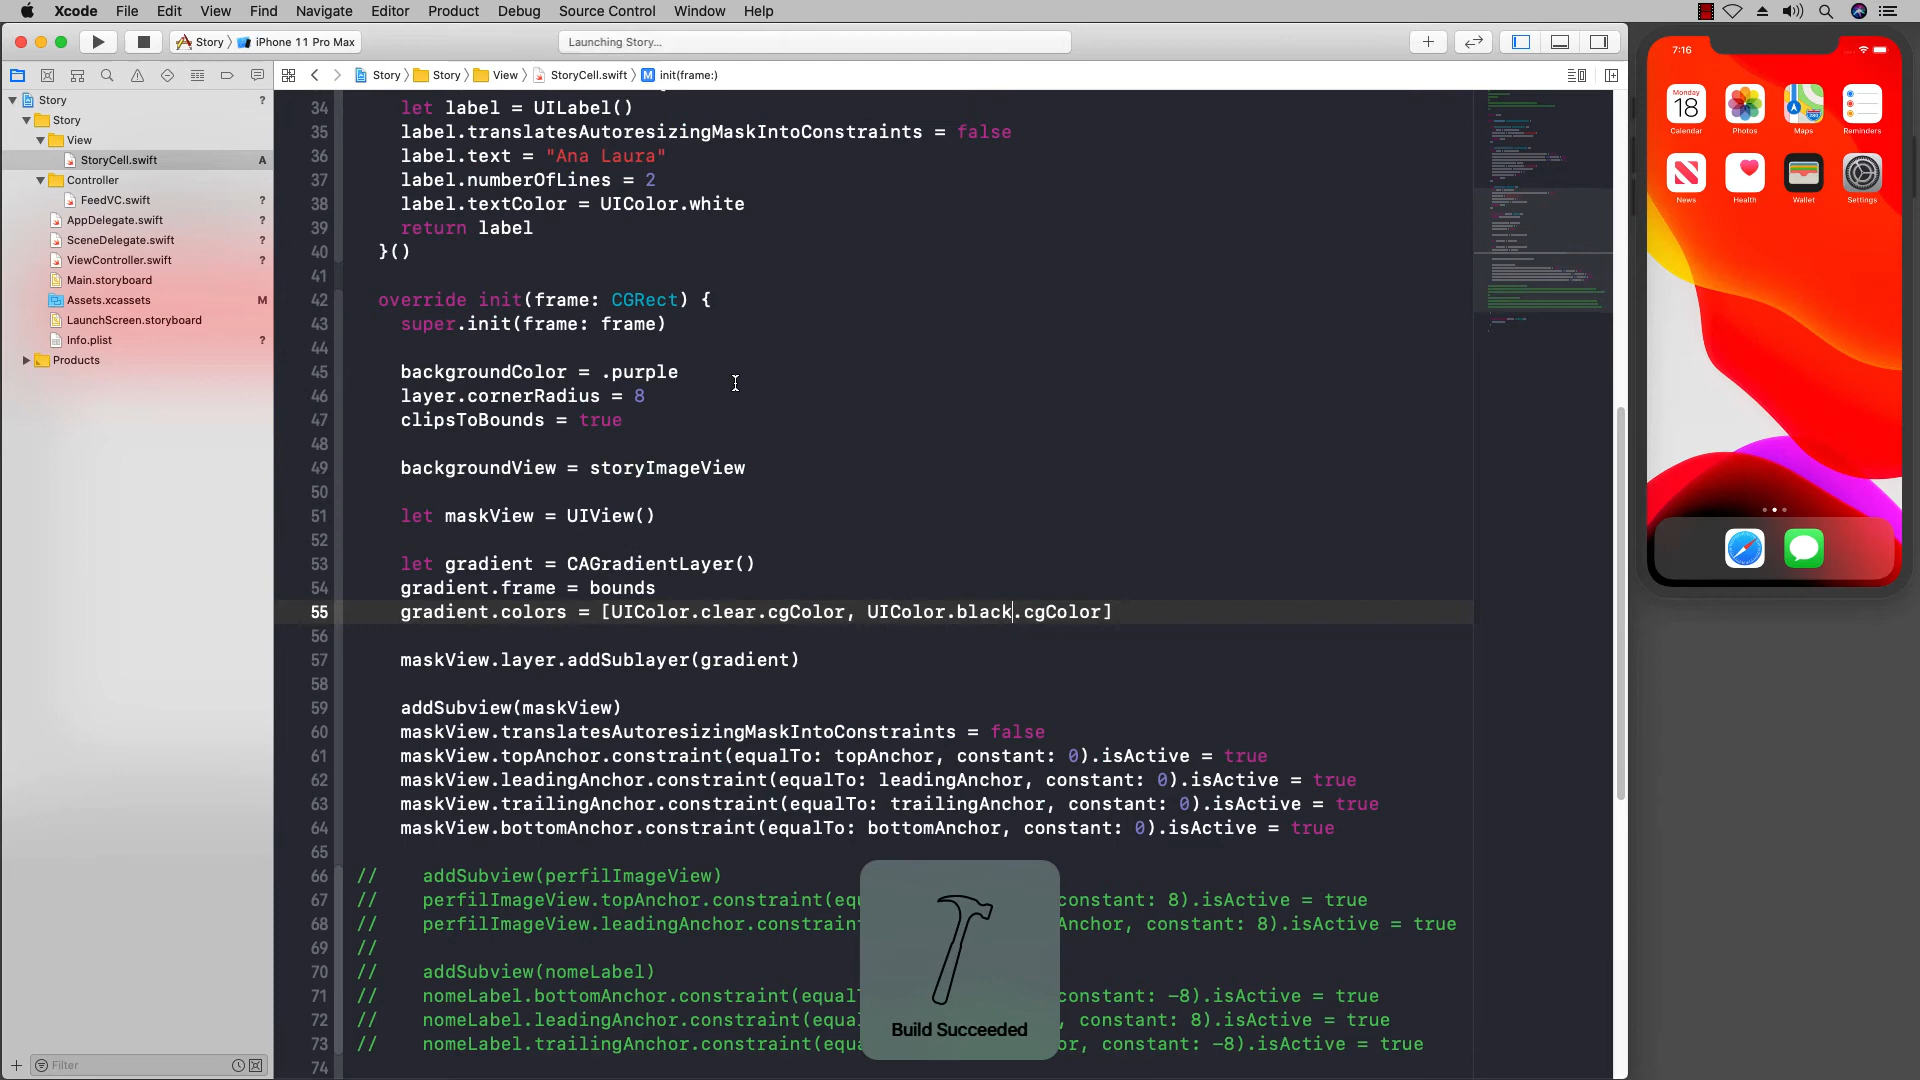 Xcode File Edit View Find Navigate Editor Product Debug Source Control Window Help
Story iPhone 11 Pro Max
Launching Story...
Story Story View StoryCell.swift M init(frame:)
Story ?
Story
View
StoryCell.swift A
Controller
FeedVC.swift ?
AppDelegate.swift ?
SceneDelegate.swift ?
ViewController.swift ?
Main.storyboard
Assets.xcassets M
LaunchScreen.storyboard
Info.plist ?
Products
Filter
34 let label = UILabel()
35 label.translatesAutoresizingMaskIntoConstraints = false
36 label.text = "Ana Laura"
37 label.numberOfLines = 2
38 label.textColor = UIColor.white
39 return label
40 }()
41
42 override init(frame: CGRect) {
43 super.init(frame: frame)
44
45 backgroundColor = .purple
46 layer.cornerRadius = 8
47 clipsToBounds = true
48
49 backgroundView = storyImageView
50
51 let maskView = UIView()
52
53 let gradient = CAGradientLayer()
54 gradient.frame = bounds
55 gradient.colors = [UIColor.clear.cgColor, UIColor.black.cgColor]
56
57 maskView.layer.addSublayer(gradient)
58
59 addSubview(maskView)
60 maskView.translatesAutoresizingMaskIntoConstraints = false
61 maskView.topAnchor.constraint(equalTo: topAnchor, constant: 0).isActive = true
62 maskView.leadingAnchor.constraint(equalTo: leadingAnchor, constant: 0).isActive = true
63 maskView.trailingAnchor.constraint(equalTo: trailingAnchor, constant: 0).isActive = true
64 maskView.bottomAnchor.constraint(equalTo: bottomAnchor, constant: 0).isActive = true
65
66 // addSubview(perfilImageView)
67 // perfilImageView.topAnchor.constraint(equ constant: 8).isActive = true
68 // perfilImageView.leadingAnchor.constrain Anchor, constant: 8).isActive = true
69 //
70 // addSubview(nomeLabel)
71 // nomeLabel.bottomAnchor.constraint(equal constant: -8).isActive = true
72 // nomeLabel.leadingAnchor.constraint(equa , constant: 8).isActive = true
73 // nomeLabel.trailingAnchor.constraint(equ or, constant: -8).isActive = true
74
Build Succeeded
7:16
Monday
18
Calendar Photos Maps Reminders
News Health Wallet Settings